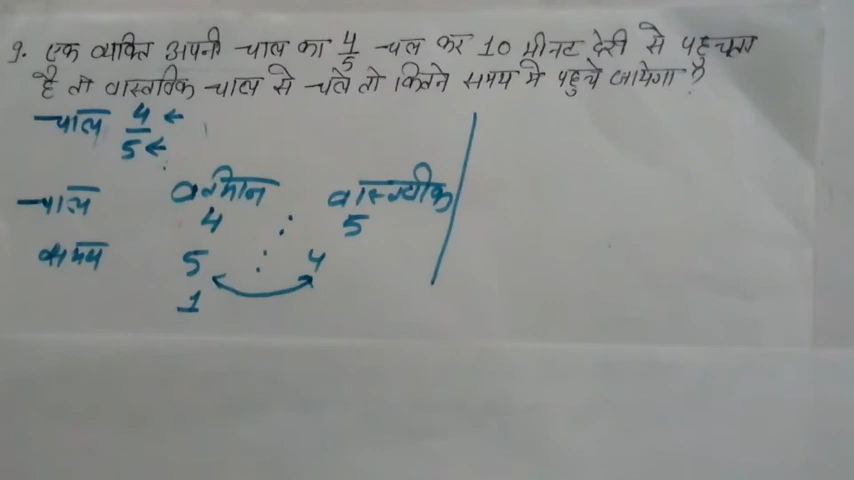 1. एक व्यक्ति अपनी चाल का 4/5 चल कर 10 मीनट देरी से पहुचता
है तो वास्तविक चाल से चले तो कितने समय मे पहुचे जायेगा ?
चाल 4/5
चाल वर्तमान वास्तवीक
4 : 5
समय 5 : 4
1